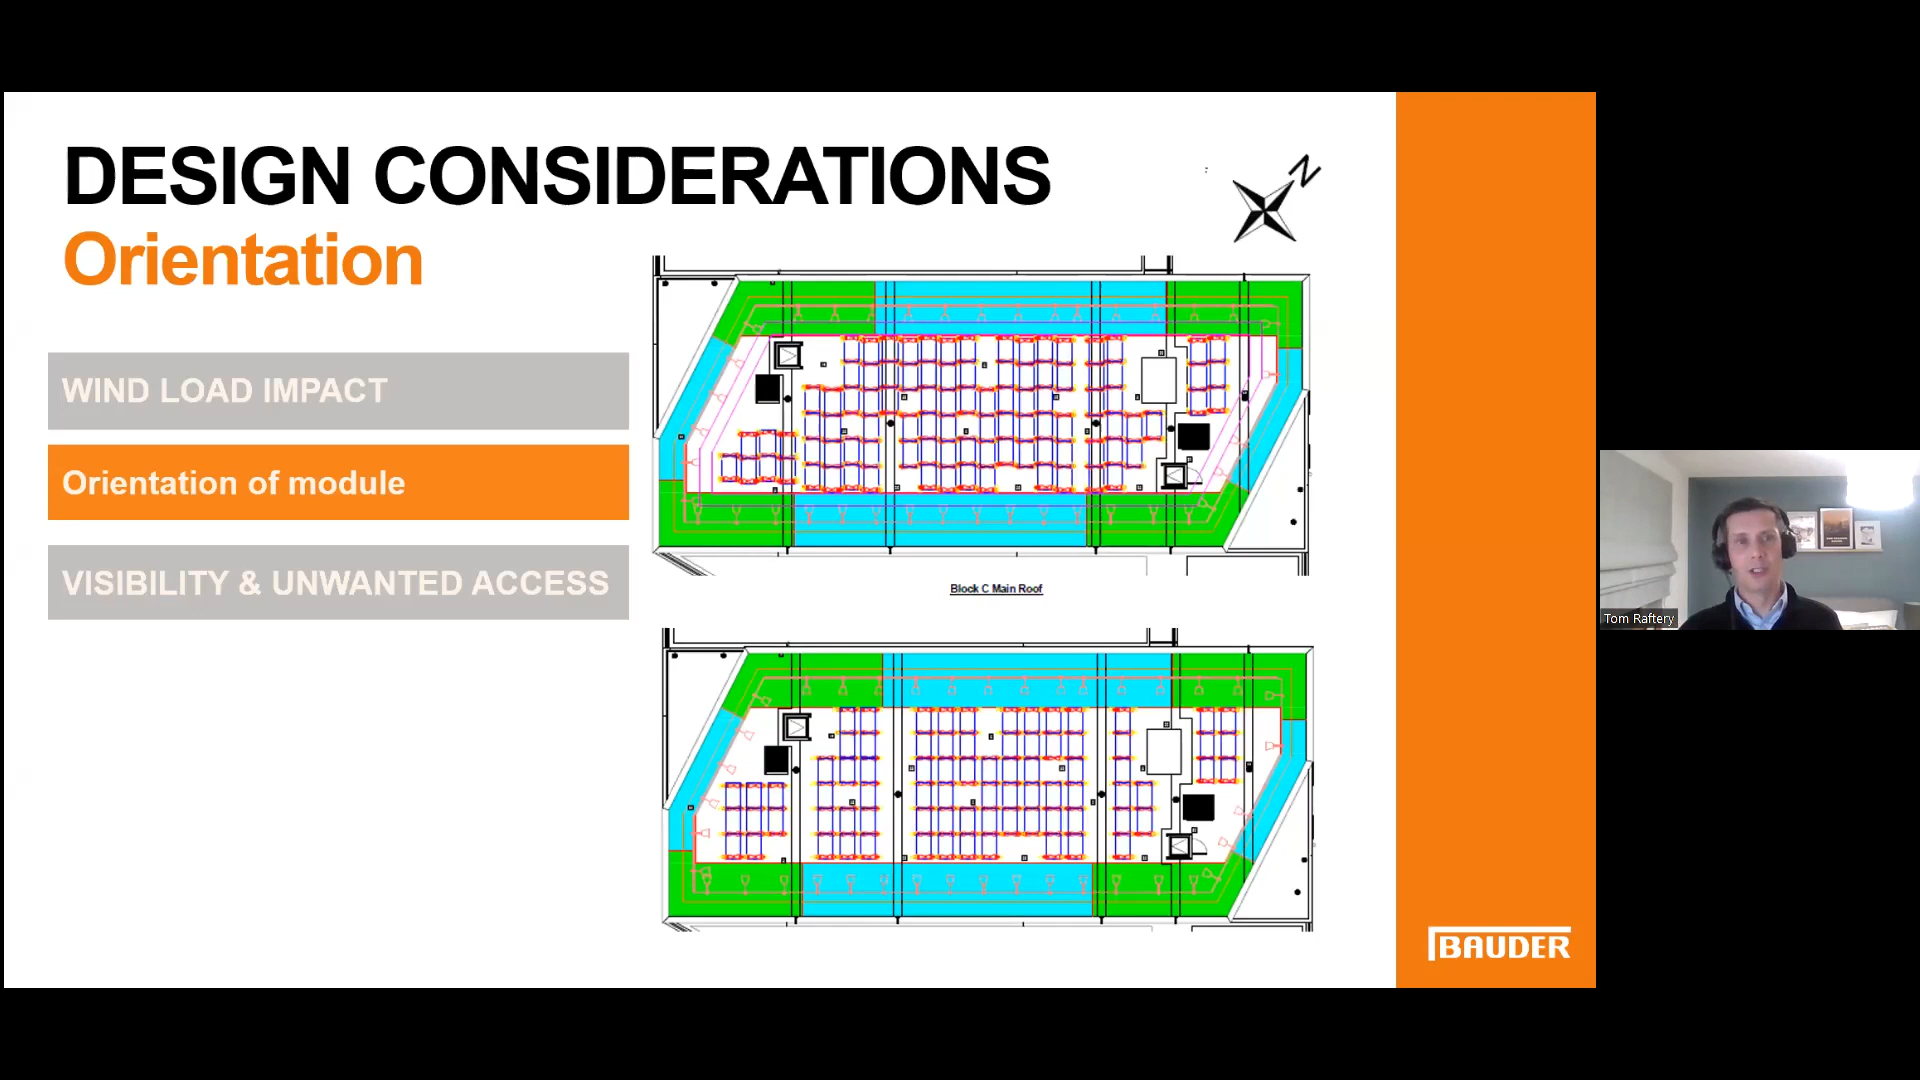 DESIGN CONSIDERATIONS
Orientation
N
WIND LOAD IMPACT
Orientation of module
VISIBILITY & UNWANTED ACCESS
Block C Main Roof
Tom Raftery
BAUDER